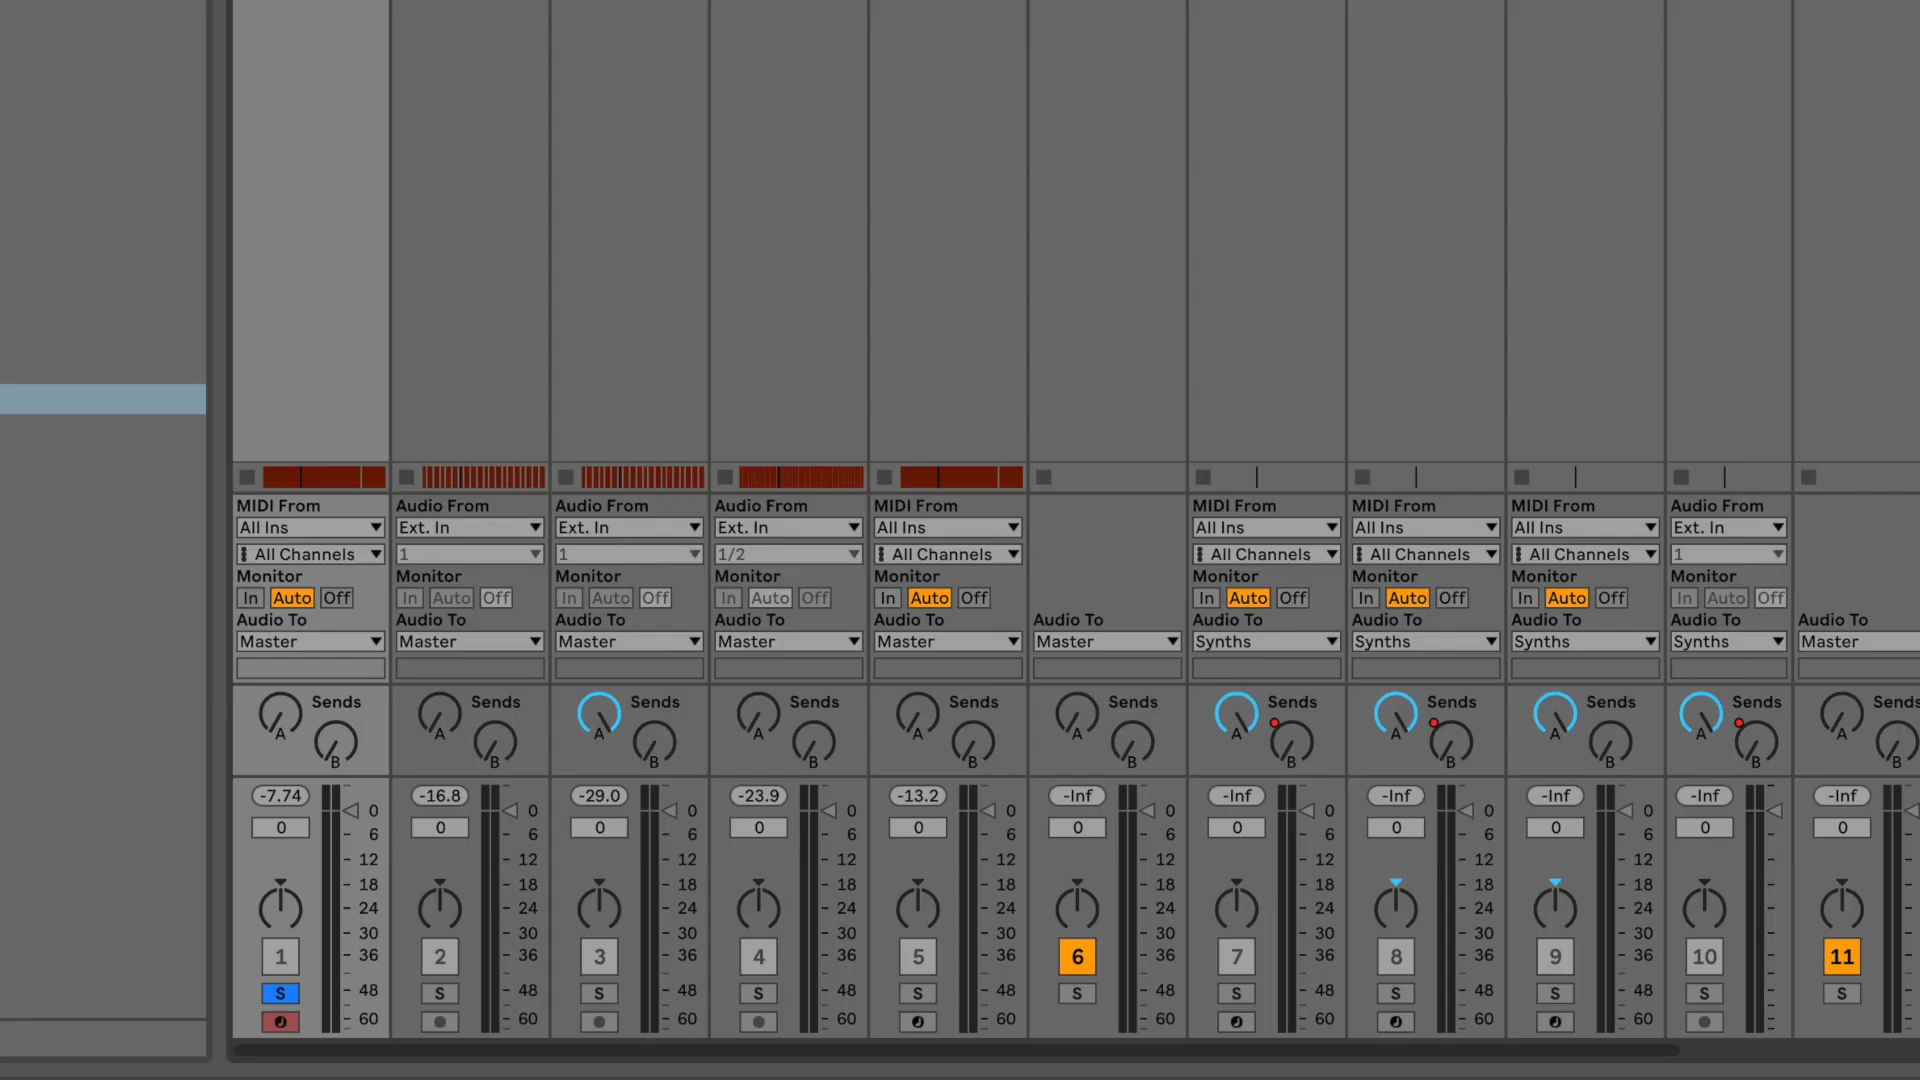 MIDI From Audio From Audio From Audio From MIDI From MIDI From MIDI From MIDI From Audio From
All Ins Ext. In Ext. In Ext. In All Ins All Ins All Ins All Ins Ext. In
All Channels 1 1 1/2 All Channels All Channels All Channels All Channels 1
Monitor Monitor Monitor Monitor Monitor Monitor Monitor Monitor Monitor
In Auto Off In Auto Off In Auto Off In Auto Off In Auto Off In Auto Off In Auto Off In Auto Off In Auto Off
Audio To Audio To Audio To Audio To Audio To Audio To Audio To Audio To Audio To Audio To Audio To
Master Master Master Master Master Master Synths Synths Synths Synths Master
Sends Sends Sends Sends Sends Sends Sends Sends Sends Sends Sends
A A A A A A A A A A A
B B B B B B B B B B B
-7.74 0 -16.8 0 -29.0 0 -23.9 0 -13.2 0 -Inf 0 -Inf 0 -Inf 0 -Inf 0 -Inf -Inf
0 6 0 6 0 6 0 6 0 6 0 6 0 6 0 6 0 6 0 0
12 12 12 12 12 12 12 12 12
18 18 18 18 18 18 18 18 18
24 24 24 24 24 24 24 24 24
30 30 30 30 30 30 30 30 30
1 36 2 36 3 36 4 36 5 36 6 36 7 36 8 36 9 36 10 11
S 48 S 48 S 48 S 48 S 48 S 48 S 48 S 48 S 48 S S
60 60 60 60 60 60 60 60 60